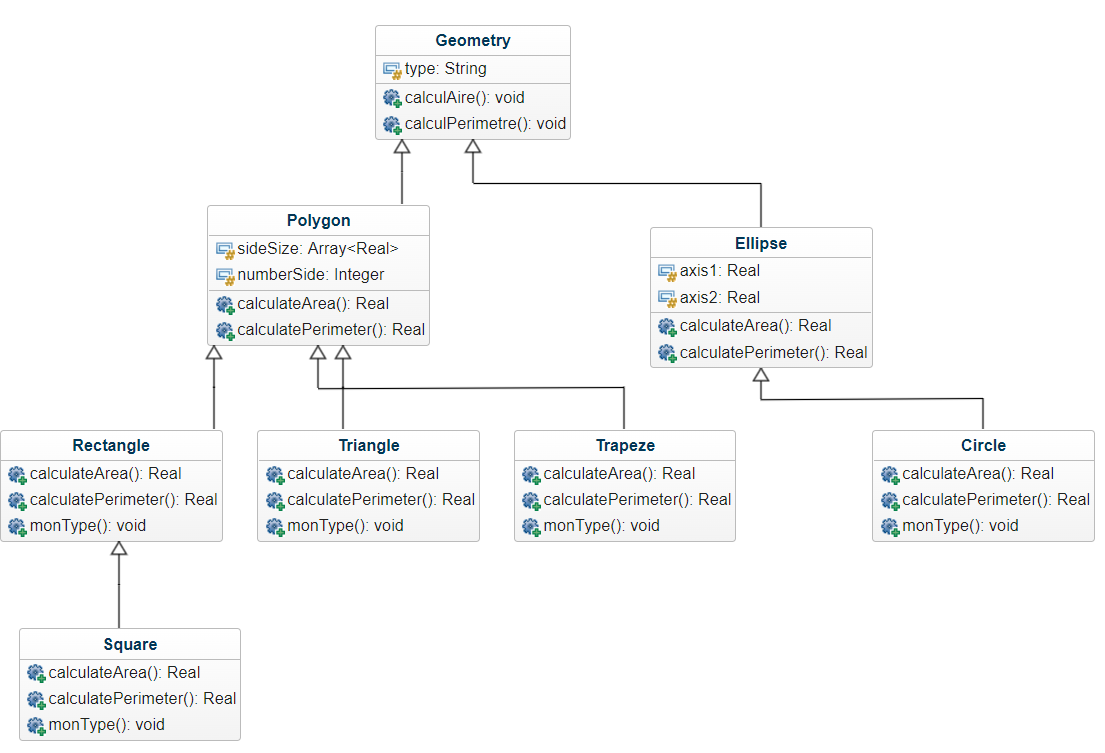 Geometry
type: String
calculAire(): void
calculPerimetre(): void
Polygon
sideSize: Array<Real>
numberSide: Integer
calculateArea(): Real
calculatePerimeter(): Real
Ellipse
axis1: Real
axis2: Real
calculateArea(): Real
calculatePerimeter(): Real
Rectangle
calculateArea(): Real
calculatePerimeter(): Real
monType(): void
Triangle
calculateArea(): Real
calculatePerimeter(): Real
monType(): void
Trapeze
calculateArea(): Real
calculatePerimeter(): Real
monType(): void
Circle
calculateArea(): Real
calculatePerimeter(): Real
monType(): void
Square
calculateArea(): Real
calculatePerimeter(): Real
monType(): void